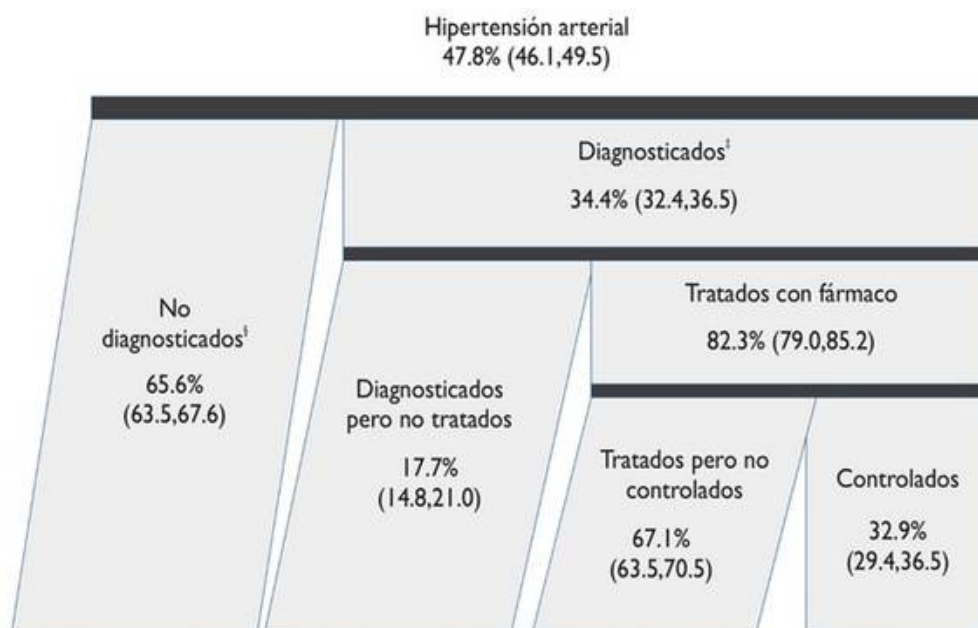 Hipertensión arterial
47.8% (46.1,49.5)
Diagnosticados‡
34.4% (32.4,36.5)
No
diagnosticados§
65.6%
(63.5,67.6)
Tratados con fármaco
82.3% (79.0,85.2)
Diagnosticados
pero no tratados
17.7%
(14.8,21.0)
Tratados pero no
controlados
67.1%
(63.5,70.5)
Controlados
32.9%
(29.4,36.5)